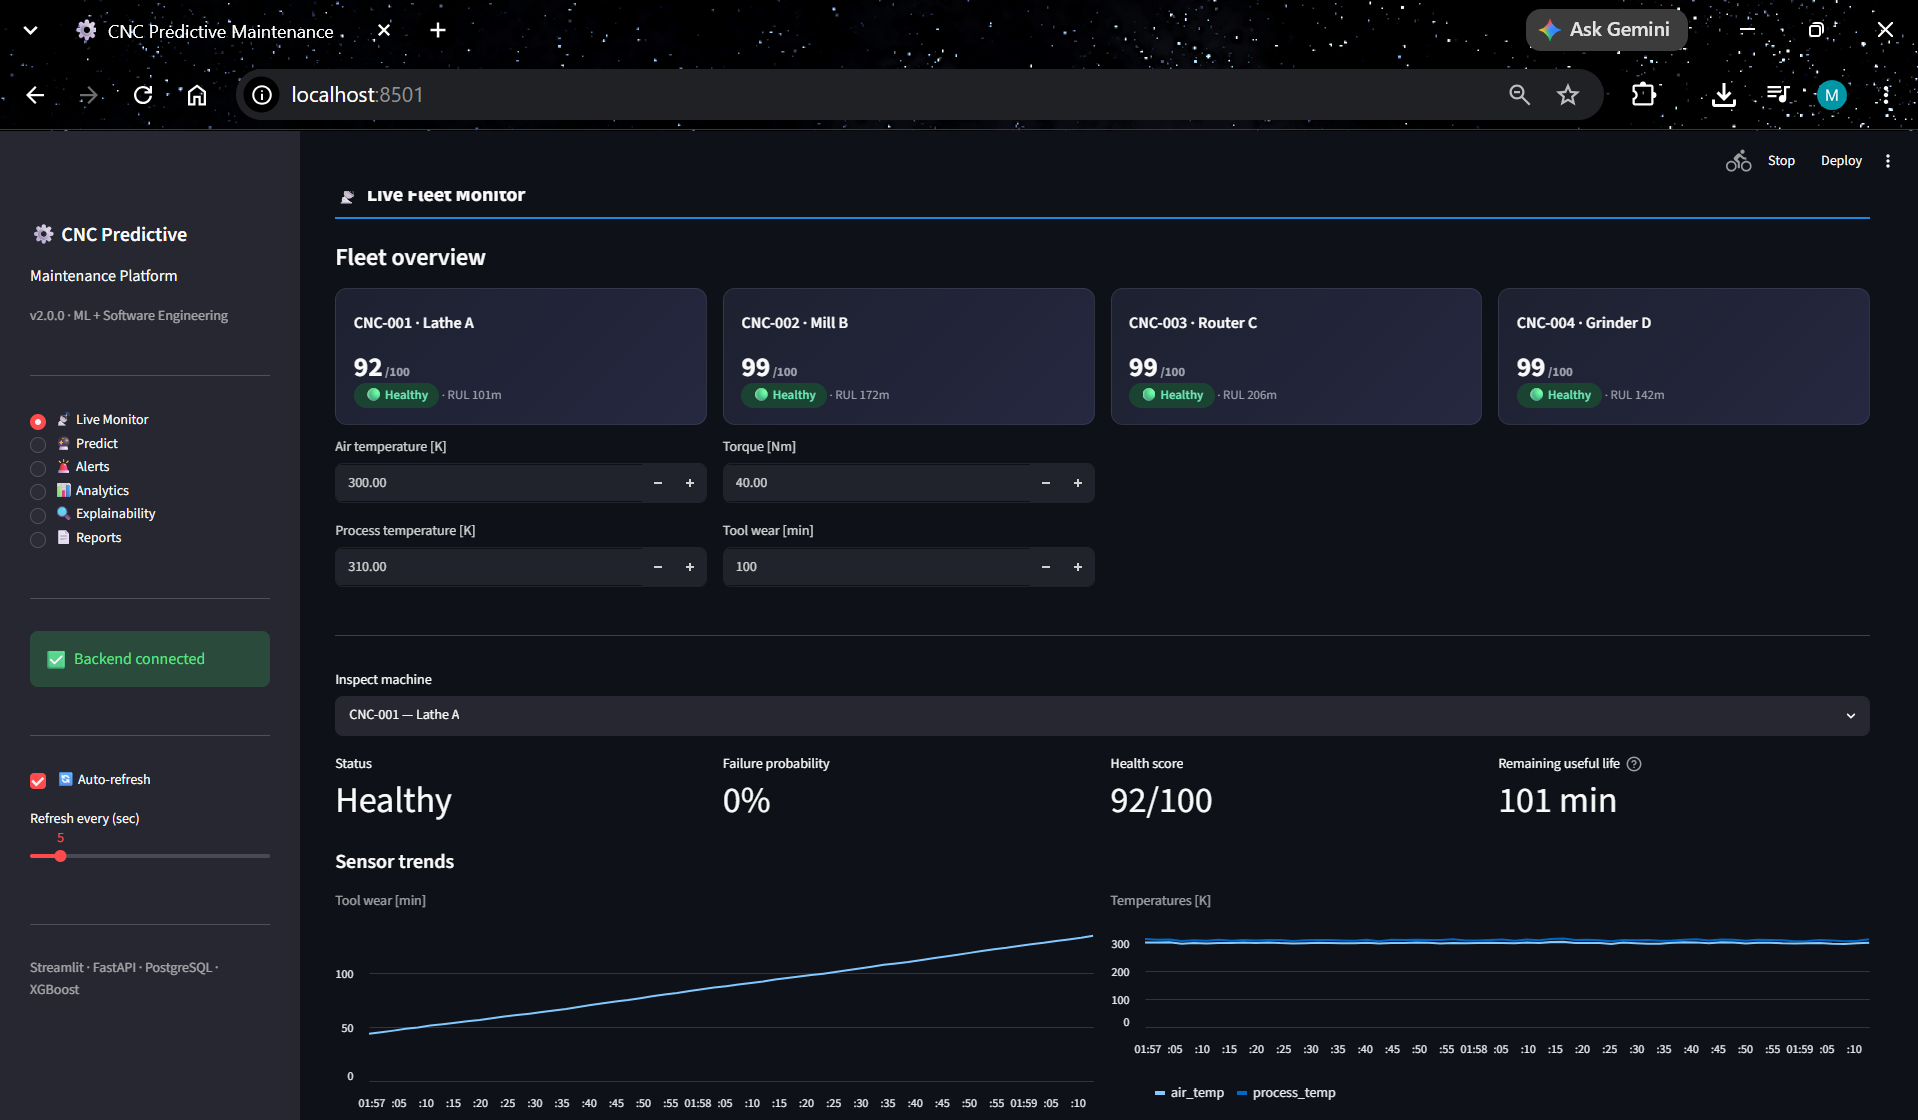 CNC Predictive Maintenance
Ask Gemini
localhost:8501
M
Stop
Deploy
CNC Predictive
Maintenance Platform
v2.0.0 · ML + Software Engineering
Live Monitor
Predict
Alerts
Analytics
Explainability
Reports
Backend connected
Auto-refresh
Refresh every (sec)
5
Streamlit · FastAPI · PostgreSQL ·
XGBoost
Live Fleet Monitor
Fleet overview
CNC-001 · Lathe A
92 /100
Healthy · RUL 101m
CNC-002 · Mill B
99 /100
Healthy · RUL 172m
CNC-003 · Router C
99 /100
Healthy · RUL 206m
CNC-004 · Grinder D
99 /100
Healthy · RUL 142m
Air temperature [K]
300.00
Torque [Nm]
40.00
Process temperature [K]
310.00
Tool wear [min]
100
Inspect machine
CNC-001 — Lathe A
Status
Healthy
Failure probability
0%
Health score
92/100
Remaining useful life
101 min
Sensor trends
Tool wear [min]
100
50
0
01:57 :05 :10 :15 :20 :25 :30 :35 :40 :45 :50 :55 01:58 :05 :10 :15 :20 :25 :30 :35 :40 :45 :50 :55 01:59 :05 :10
Temperatures [K]
300
200
100
0
01:57 :05 :10 :15 :20 :25 :30 :35 :40 :45 :50 :55 01:58 :05 :10 :15 :20 :25 :30 :35 :40 :45 :50 :55 01:59 :05 :10
air_temp process_temp